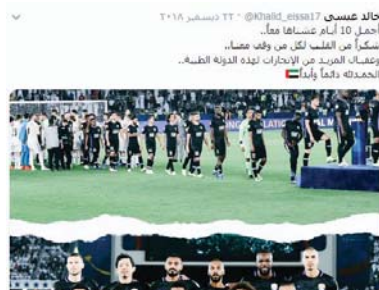 خالد عيسى @Khalid_eissa17 · ٢٢ ديسمبر ٢٠١٨
أجمل 10 أيام عشناها معاً..
شكراً من القلب لكل من وقف معنا..
وعقبال المزيد من الإنجازات لهذه الدولة الطيبة..
الحمدلله دائماً وأبداً🇦🇪